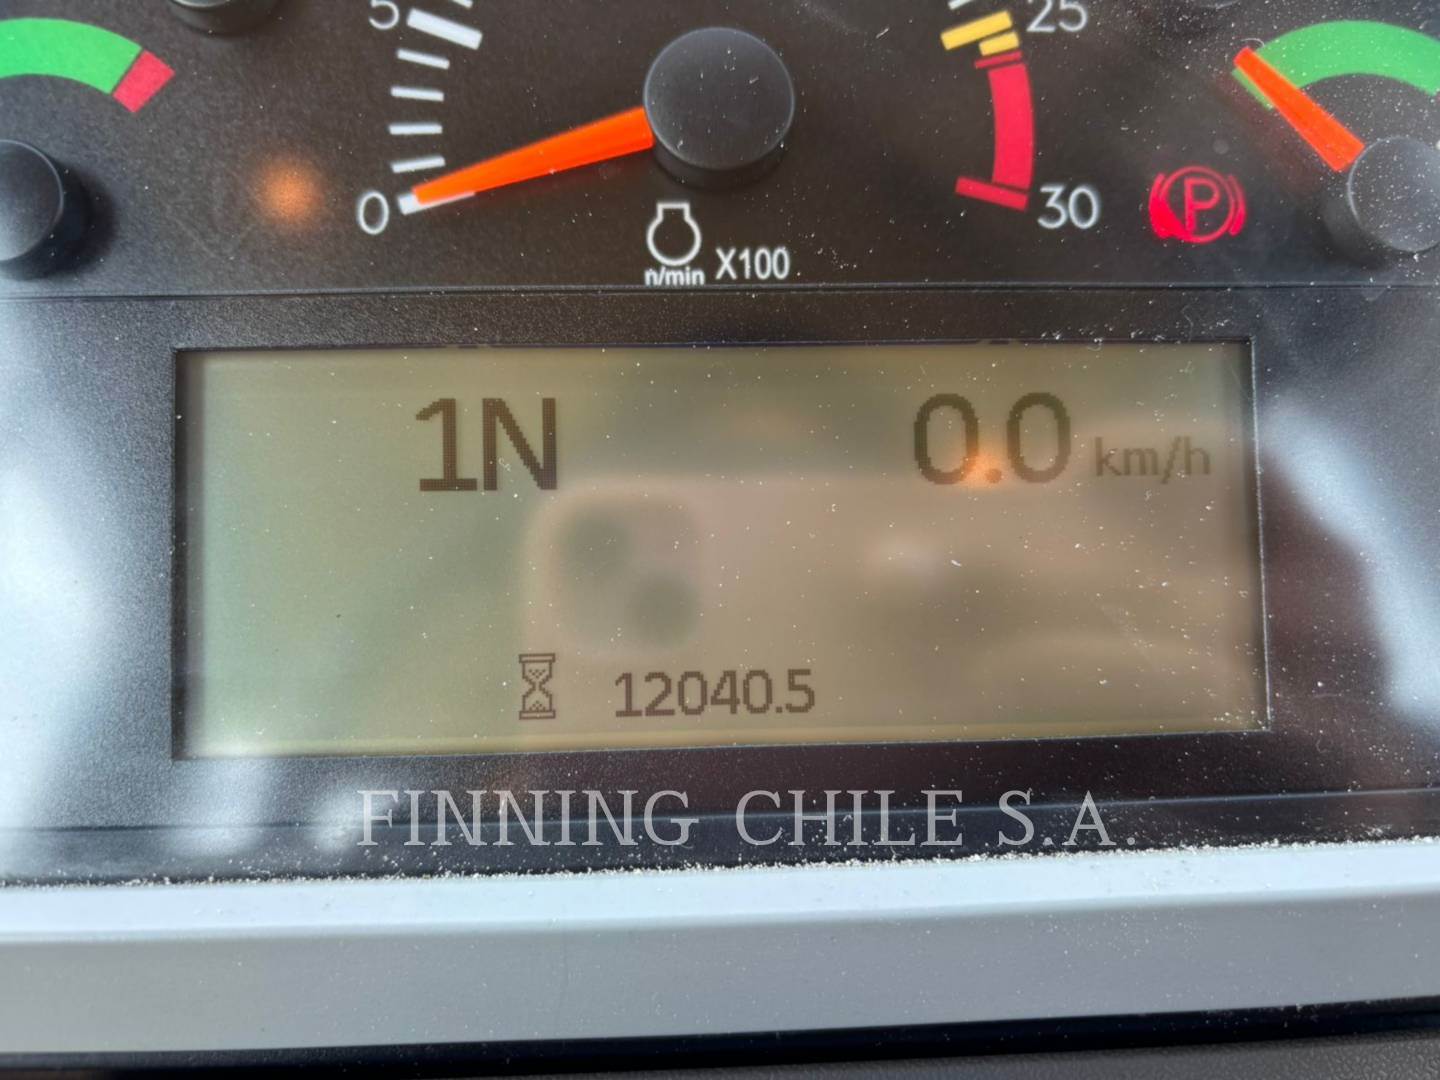 5 25
0 30
P
n/min X100
1N 0.0 km/h
12040.5
FINNING CHILE S.A.